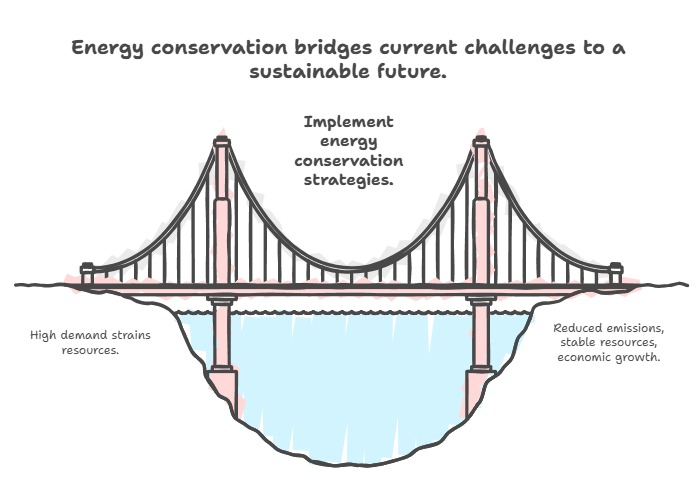 Energy conservation bridges current challenges to a
sustainable future.
Implement
energy
conservation
strategies.
High demand strains
resources.
Reduced emissions,
stable resources,
economic growth.